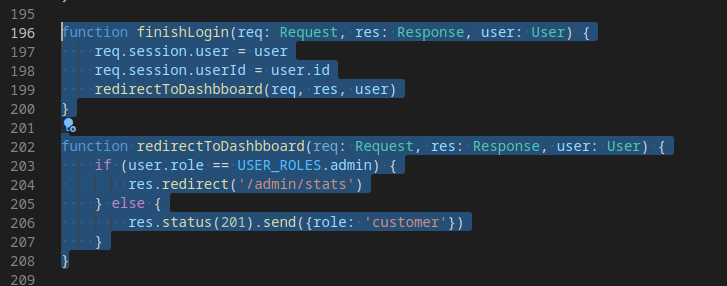 195
196 function finishLogin(req: Request, res: Response, user: User) {
197     req.session.user = user
198     req.session.userId = user.id
199     redirectToDashbboard(req, res, user)
200 }
201
202 function redirectToDashbboard(req: Request, res: Response, user: User) {
203     if (user.role == USER_ROLES.admin) {
204         res.redirect('/admin/stats')
205     } else {
206         res.status(201).send({role: 'customer'})
207     }
208 }
209